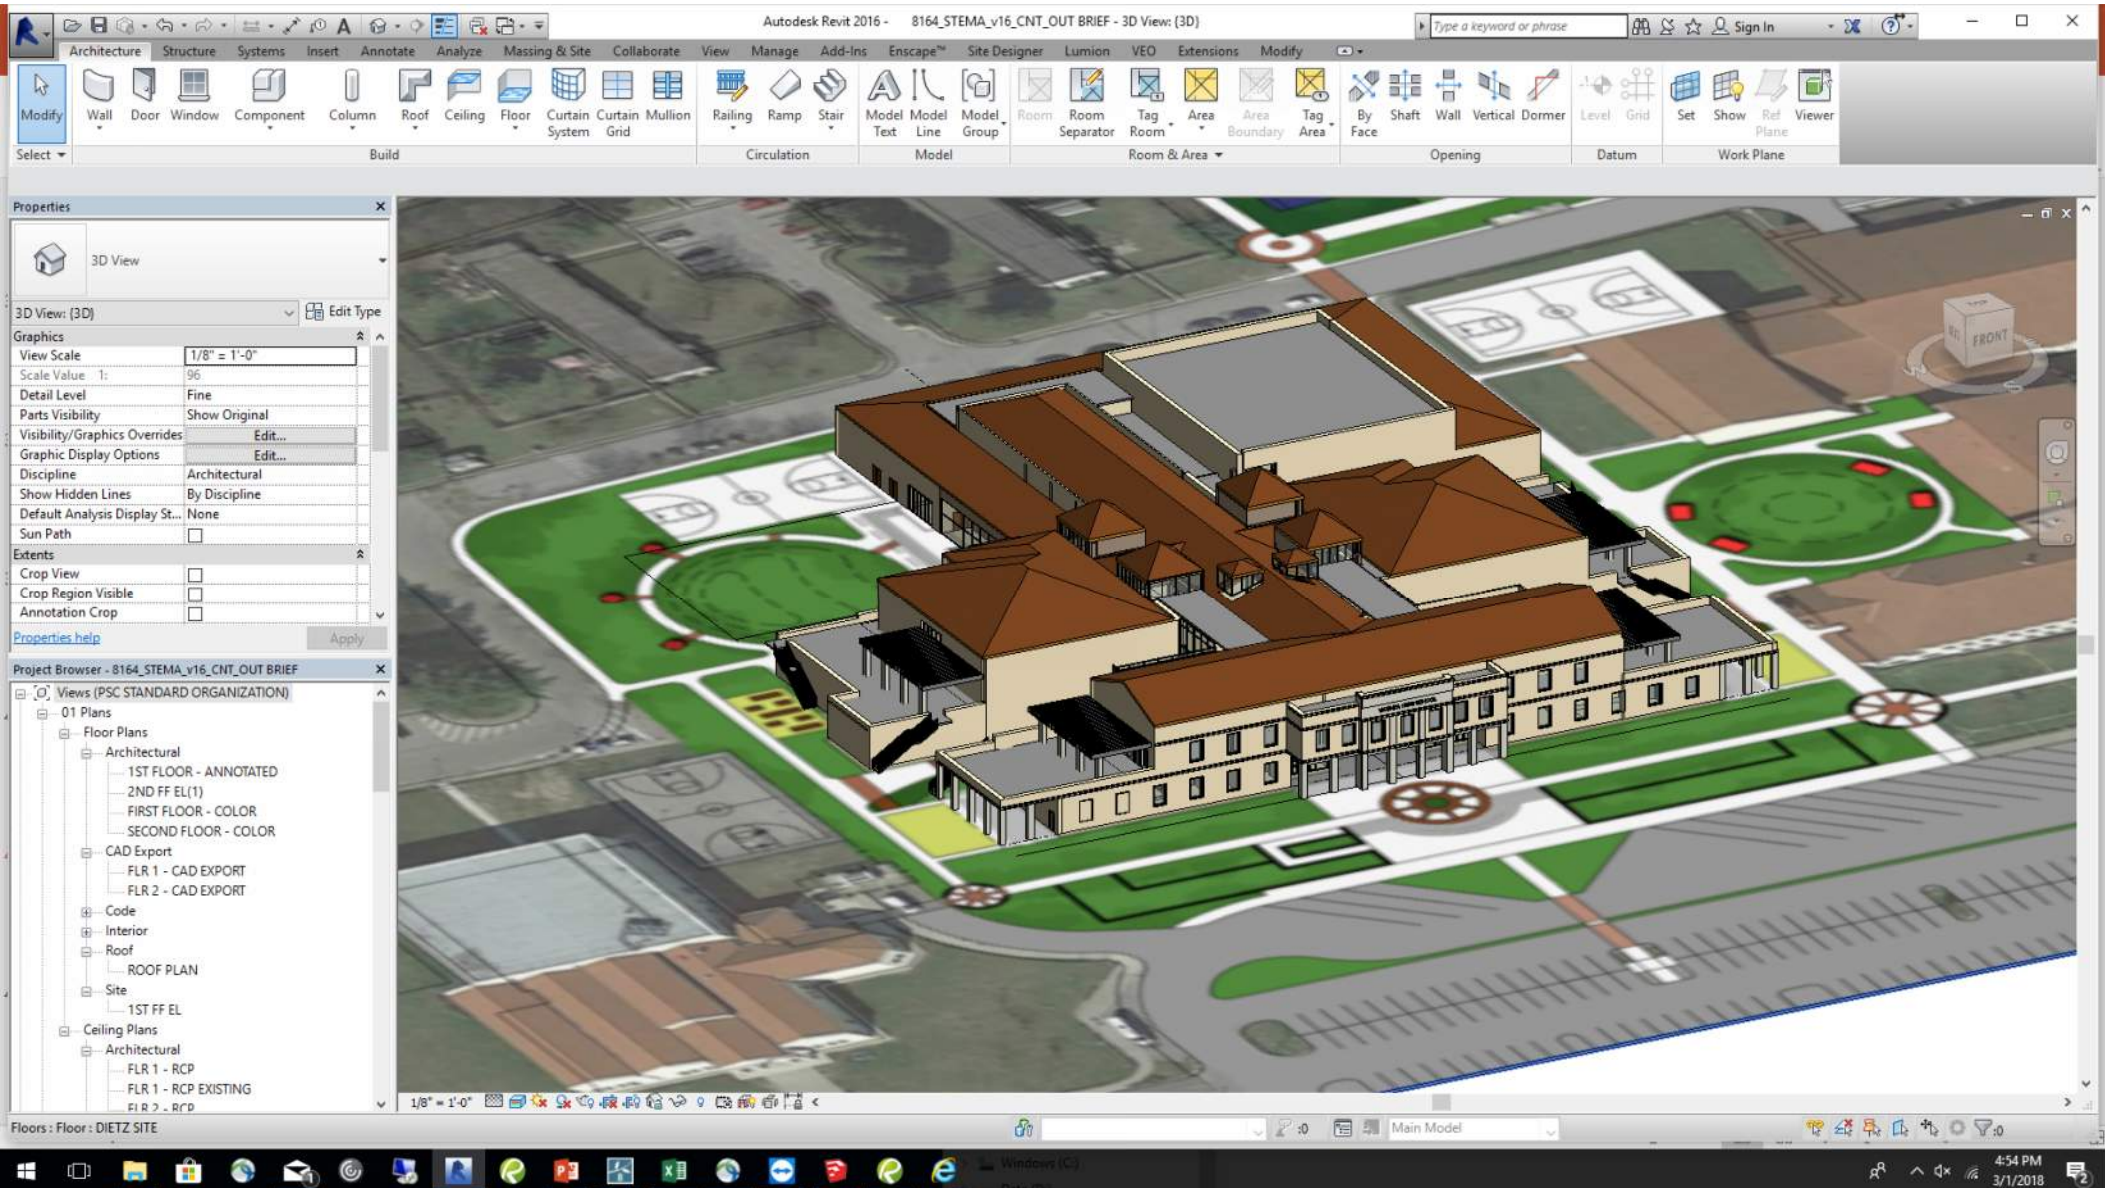 Autodesk Revit 2016 - 8164_STEMA_v16_CNT_OUT BRIEF - 3D View: {3D}
Type a keyword or phrase
Sign In
Architecture Structure Systems Insert Annotate Analyze Massing & Site Collaborate View Manage Add-Ins Enscape™ Site Designer Lumion VEO Extensions Modify
Modify Wall Door Window Component Column Roof Ceiling Floor Curtain System Curtain Grid Mullion Railing Ramp Stair Model Text Model Line Model Group Room Room Separator Tag Room Area Area Boundary Tag Area By Face Shaft Wall Vertical Dormer Level Grid Set Show Ref Plane Viewer
Select Build Circulation Model Room & Area Opening Datum Work Plane
Properties
3D View
3D View: {3D} Edit Type
Graphics
View Scale 1/8" = 1'-0"
Scale Value 1: 96
Detail Level Fine
Parts Visibility Show Original
Visibility/Graphics Overrides Edit...
Graphic Display Options Edit...
Discipline Architectural
Show Hidden Lines By Discipline
Default Analysis Display St... None
Sun Path
Extents
Crop View
Crop Region Visible
Annotation Crop
Properties help Apply
Project Browser - 8164_STEMA_v16_CNT_OUT BRIEF
Views (PSC STANDARD ORGANIZATION)
01 Plans
Floor Plans
Architectural
1ST FLOOR - ANNOTATED
2ND FF EL(1)
FIRST FLOOR - COLOR
SECOND FLOOR - COLOR
CAD Export
FLR 1 - CAD EXPORT
FLR 2 - CAD EXPORT
Code
Interior
Roof
ROOF PLAN
Site
1ST FF EL
Ceiling Plans
Architectural
FLR 1 - RCP
FLR 1 - RCP EXISTING
FLR 2 - RCP
FRONT
1/8" = 1'-0"
Floors : Floor : DIETZ SITE
:0
Main Model
:0
Windows (C:)
4:54 PM
3/1/2018